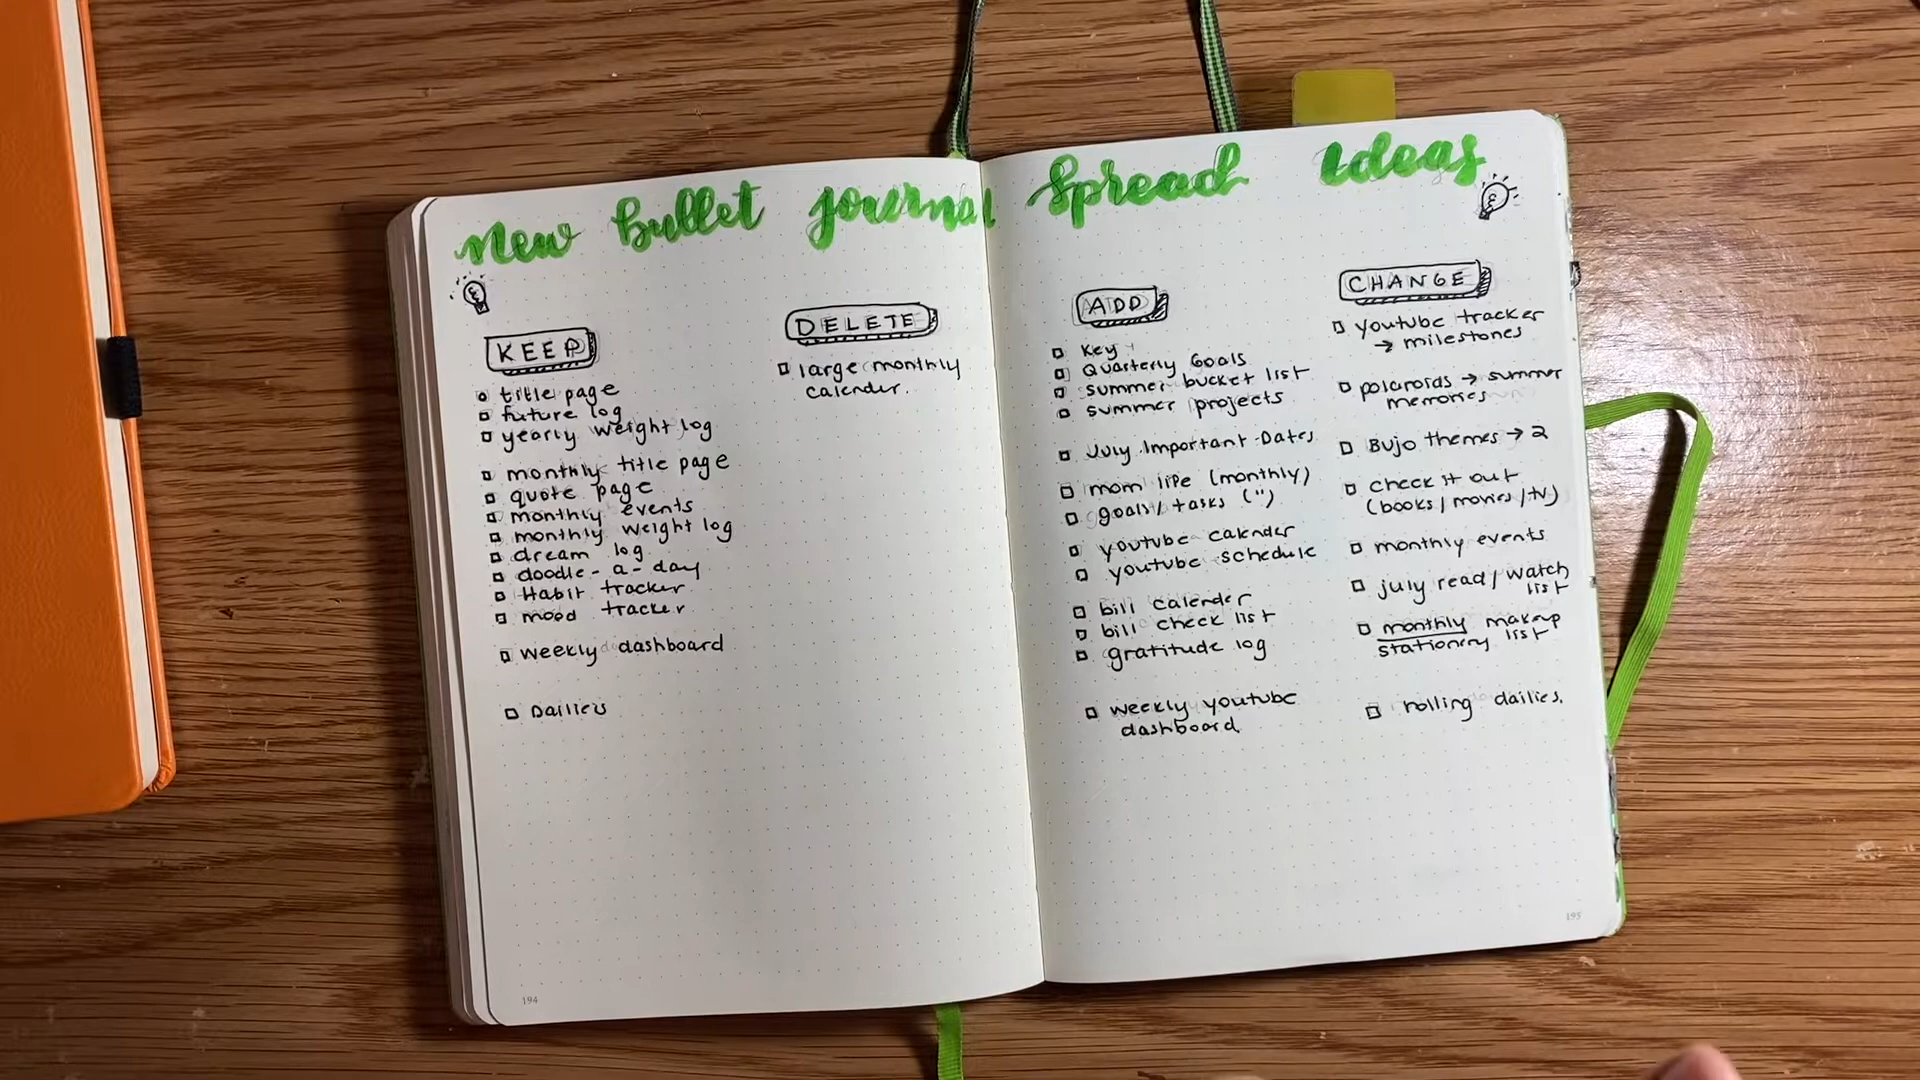 New bullet journal Spread Ideas
KEEP
title page
future log
yearly weight log
monthly title page
quote page
monthly events
monthly weight log
dream log
doodle-a-day
Habit tracker
mood tracker
weekly dashboard
Dailies
194
DELETE
large monthly
calender.
ADD
Key
Quarterly Goals
summer bucket list
summer projects
July Important Dates
mom life (monthly)
goals/tasks (")
youtube calender
youtube schedule
bill calender
bill check list
gratitude log
weekly youtube
dashboard
CHANGE
youtube tracker
→ milestones
polaroids → summer
memories
Bujo themes → 2
check it out
(books/movies/tv)
monthly events
july read/watch
list
monthly makeup
stationery list
rolling dailies.
195